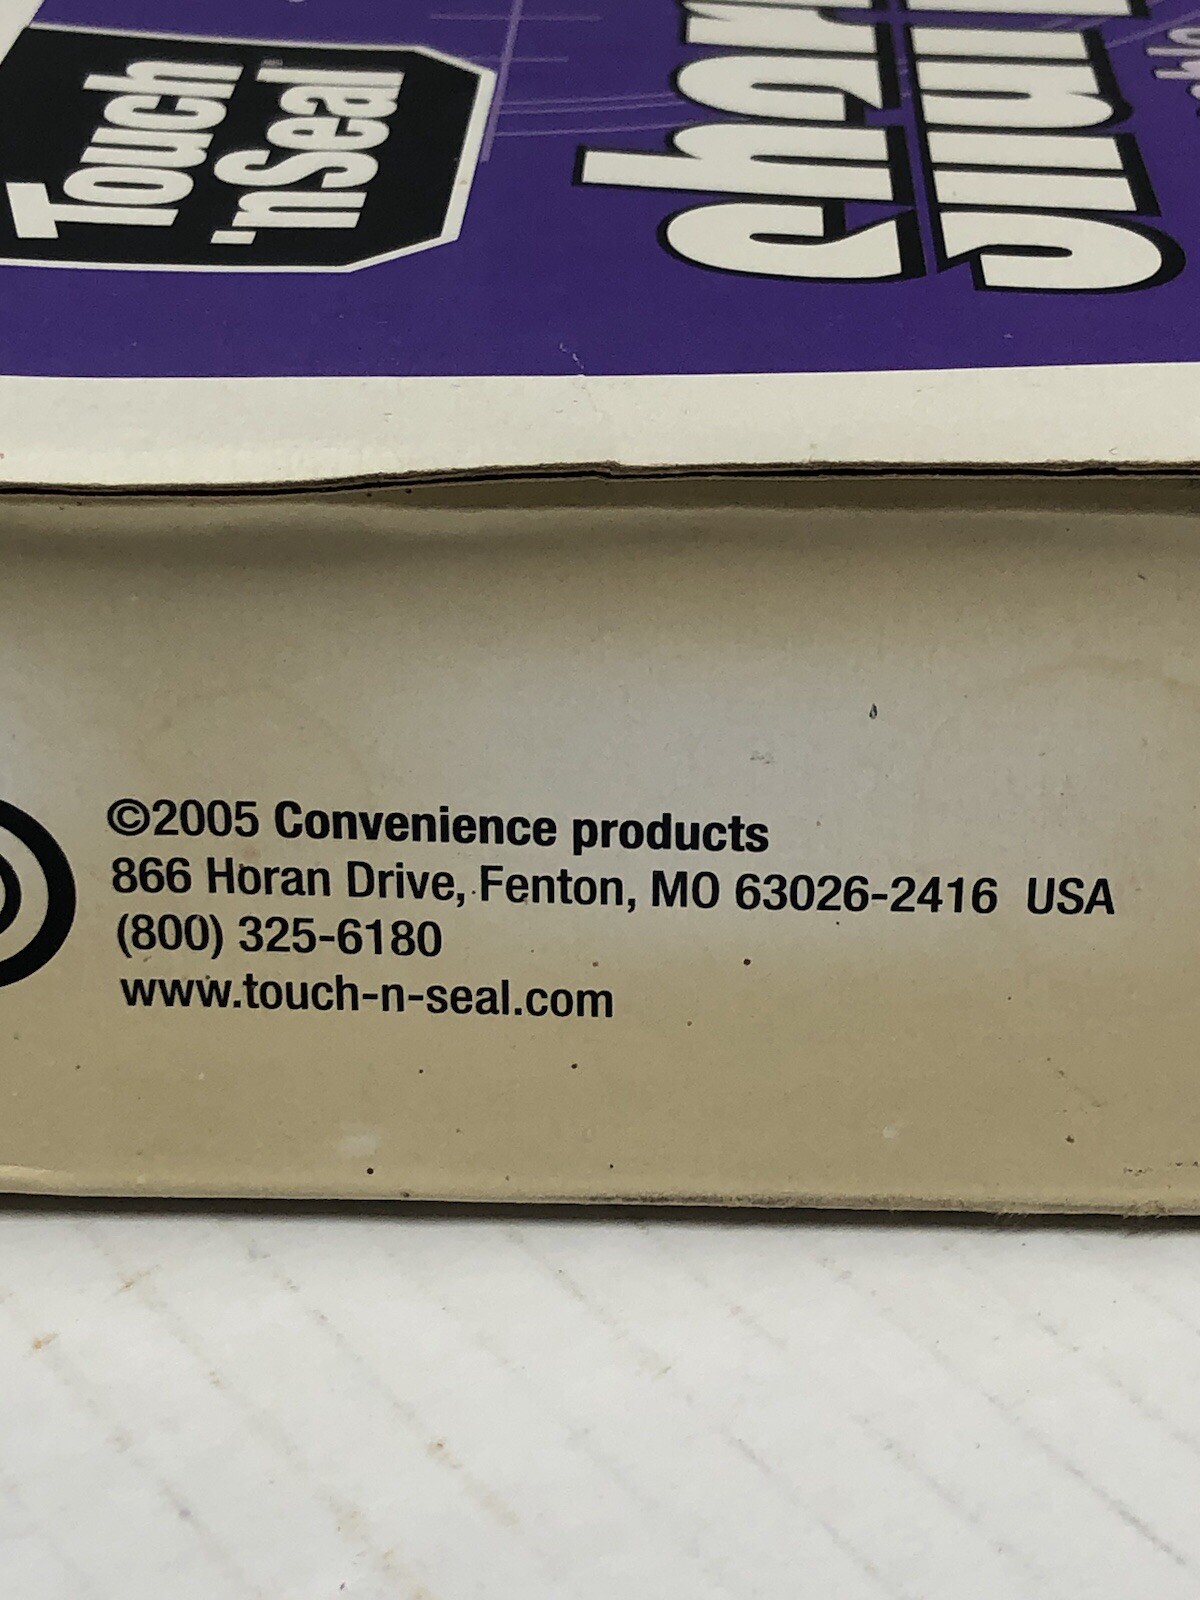 Touch
'nSeal
©2005 Convenience products
866 Horan Drive, Fenton, MO 63026-2416 USA
(800) 325-6180
www.touch-n-seal.com